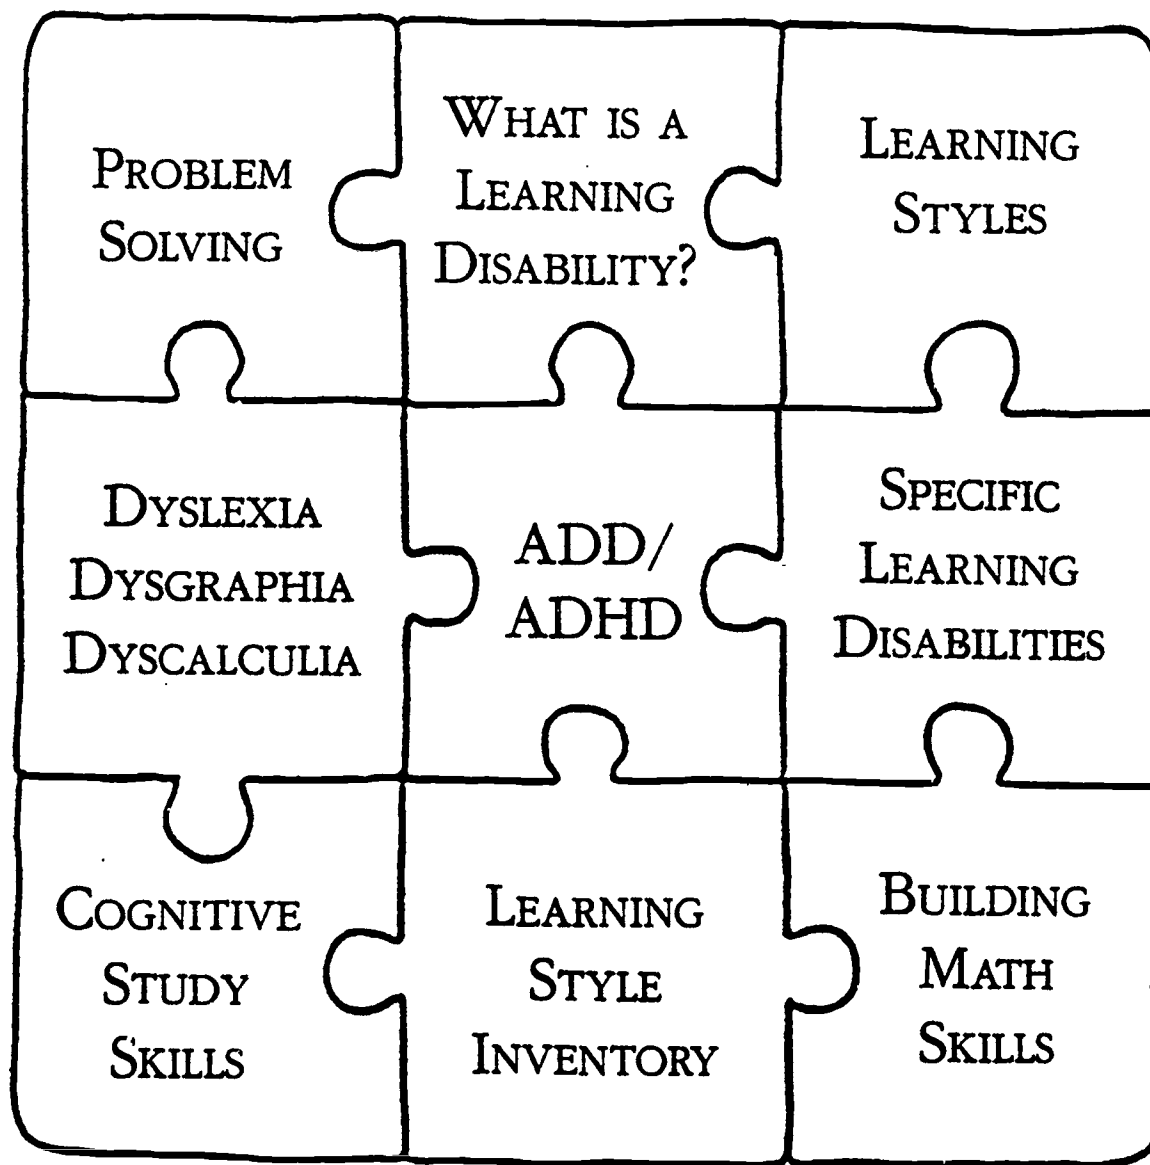 PROBLEM
SOLVING
WHAT IS A
LEARNING
DISABILITY?
LEARNING
STYLES
DYSLEXIA
DYSGRAPHIA
DYSCALCULIA
ADD/
ADHD
SPECIFIC
LEARNING
DISABILITIES
COGNITIVE
STUDY
SKILLS
LEARNING
STYLE
INVENTORY
BUILDING
MATH
SKILLS